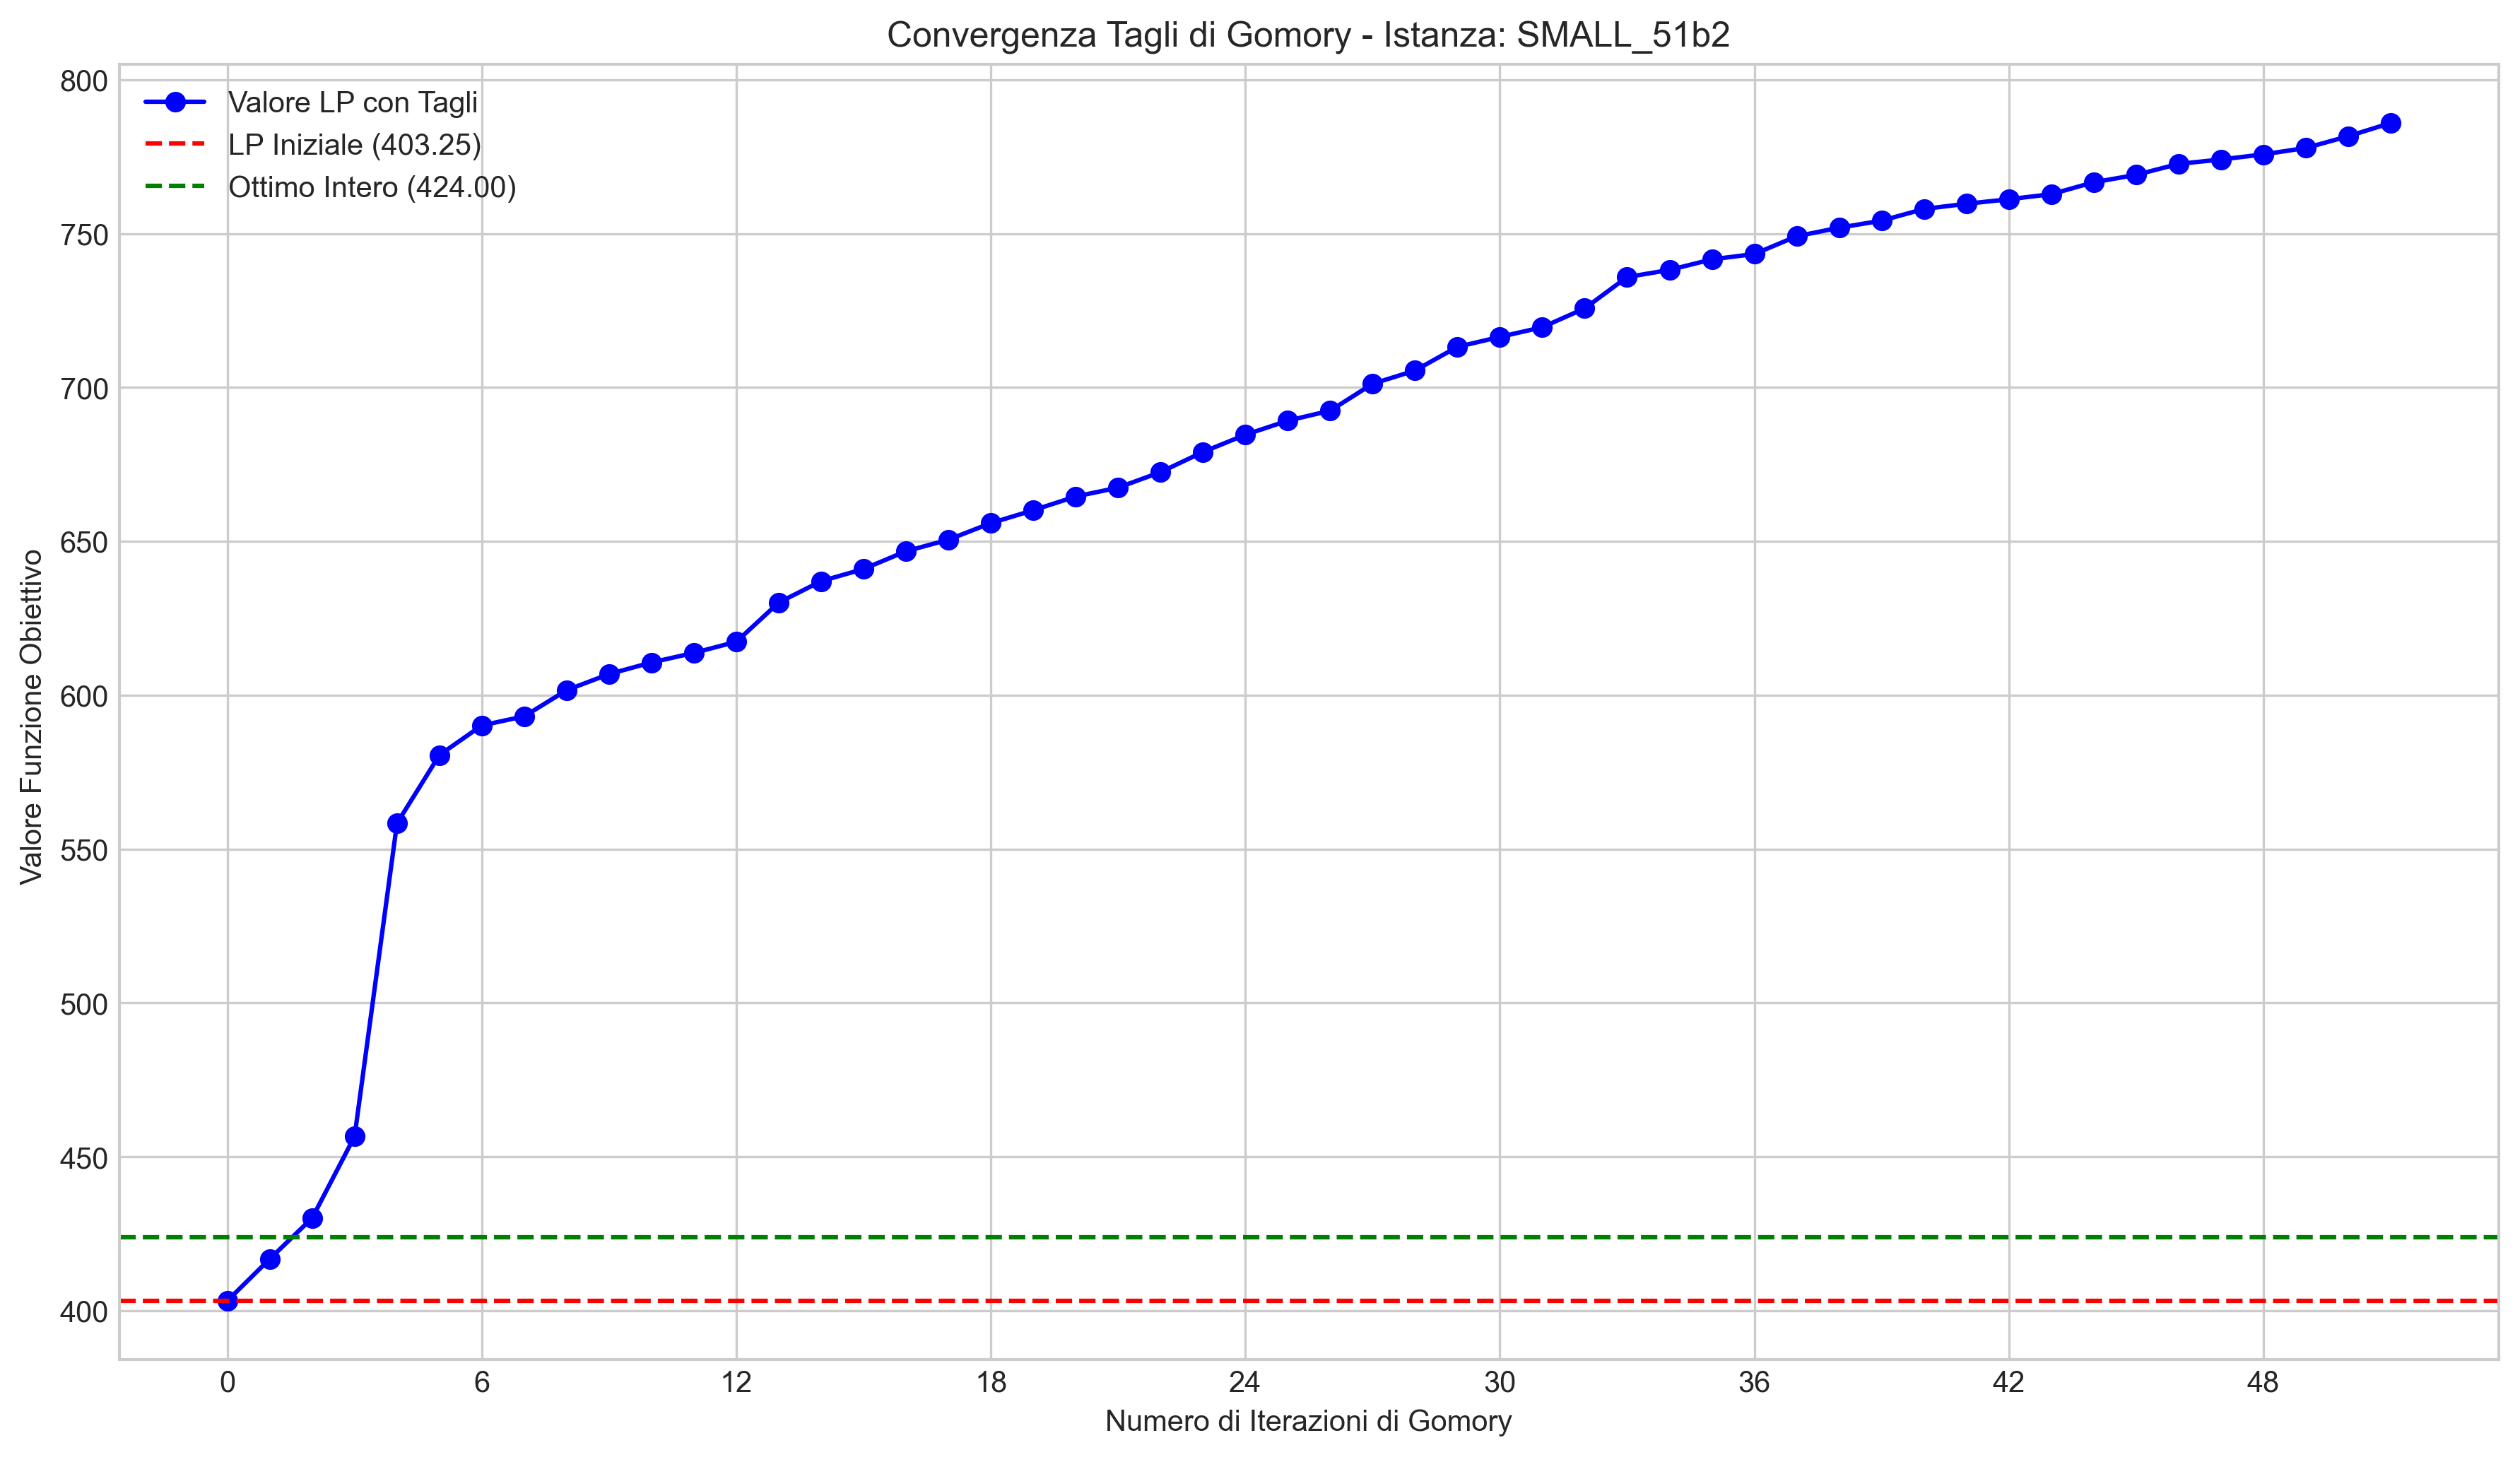 Convergenza Tagli di Gomory - Istanza: SMALL_51b2
Valore LP con Tagli
LP Iniziale (403.25)
Ottimo Intero (424.00)
Valore Funzione Obiettivo
800
750
700
650
600
550
500
450
400
0 6 12 18 24 30 36 42 48
Numero di Iterazioni di Gomory